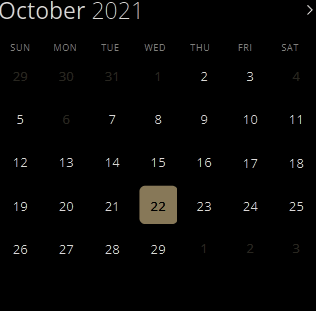 October 2021
SUN MON TUE WED THU FRI SAT
29 30 31 1 2 3 4
5 6 7 8 9 10 11
12 13 14 15 16 17 18
19 20 21 22 23 24 25
26 27 28 29 1 2 3